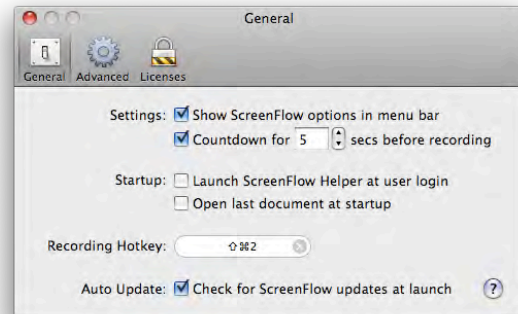 General
General Advanced Licenses
Settings: Show ScreenFlow options in menu bar
Countdown for 5 secs before recording
Startup: Launch ScreenFlow Helper at user login
Open last document at startup
Recording Hotkey: ⇧⌘2
Auto Update: Check for ScreenFlow updates at launch ?